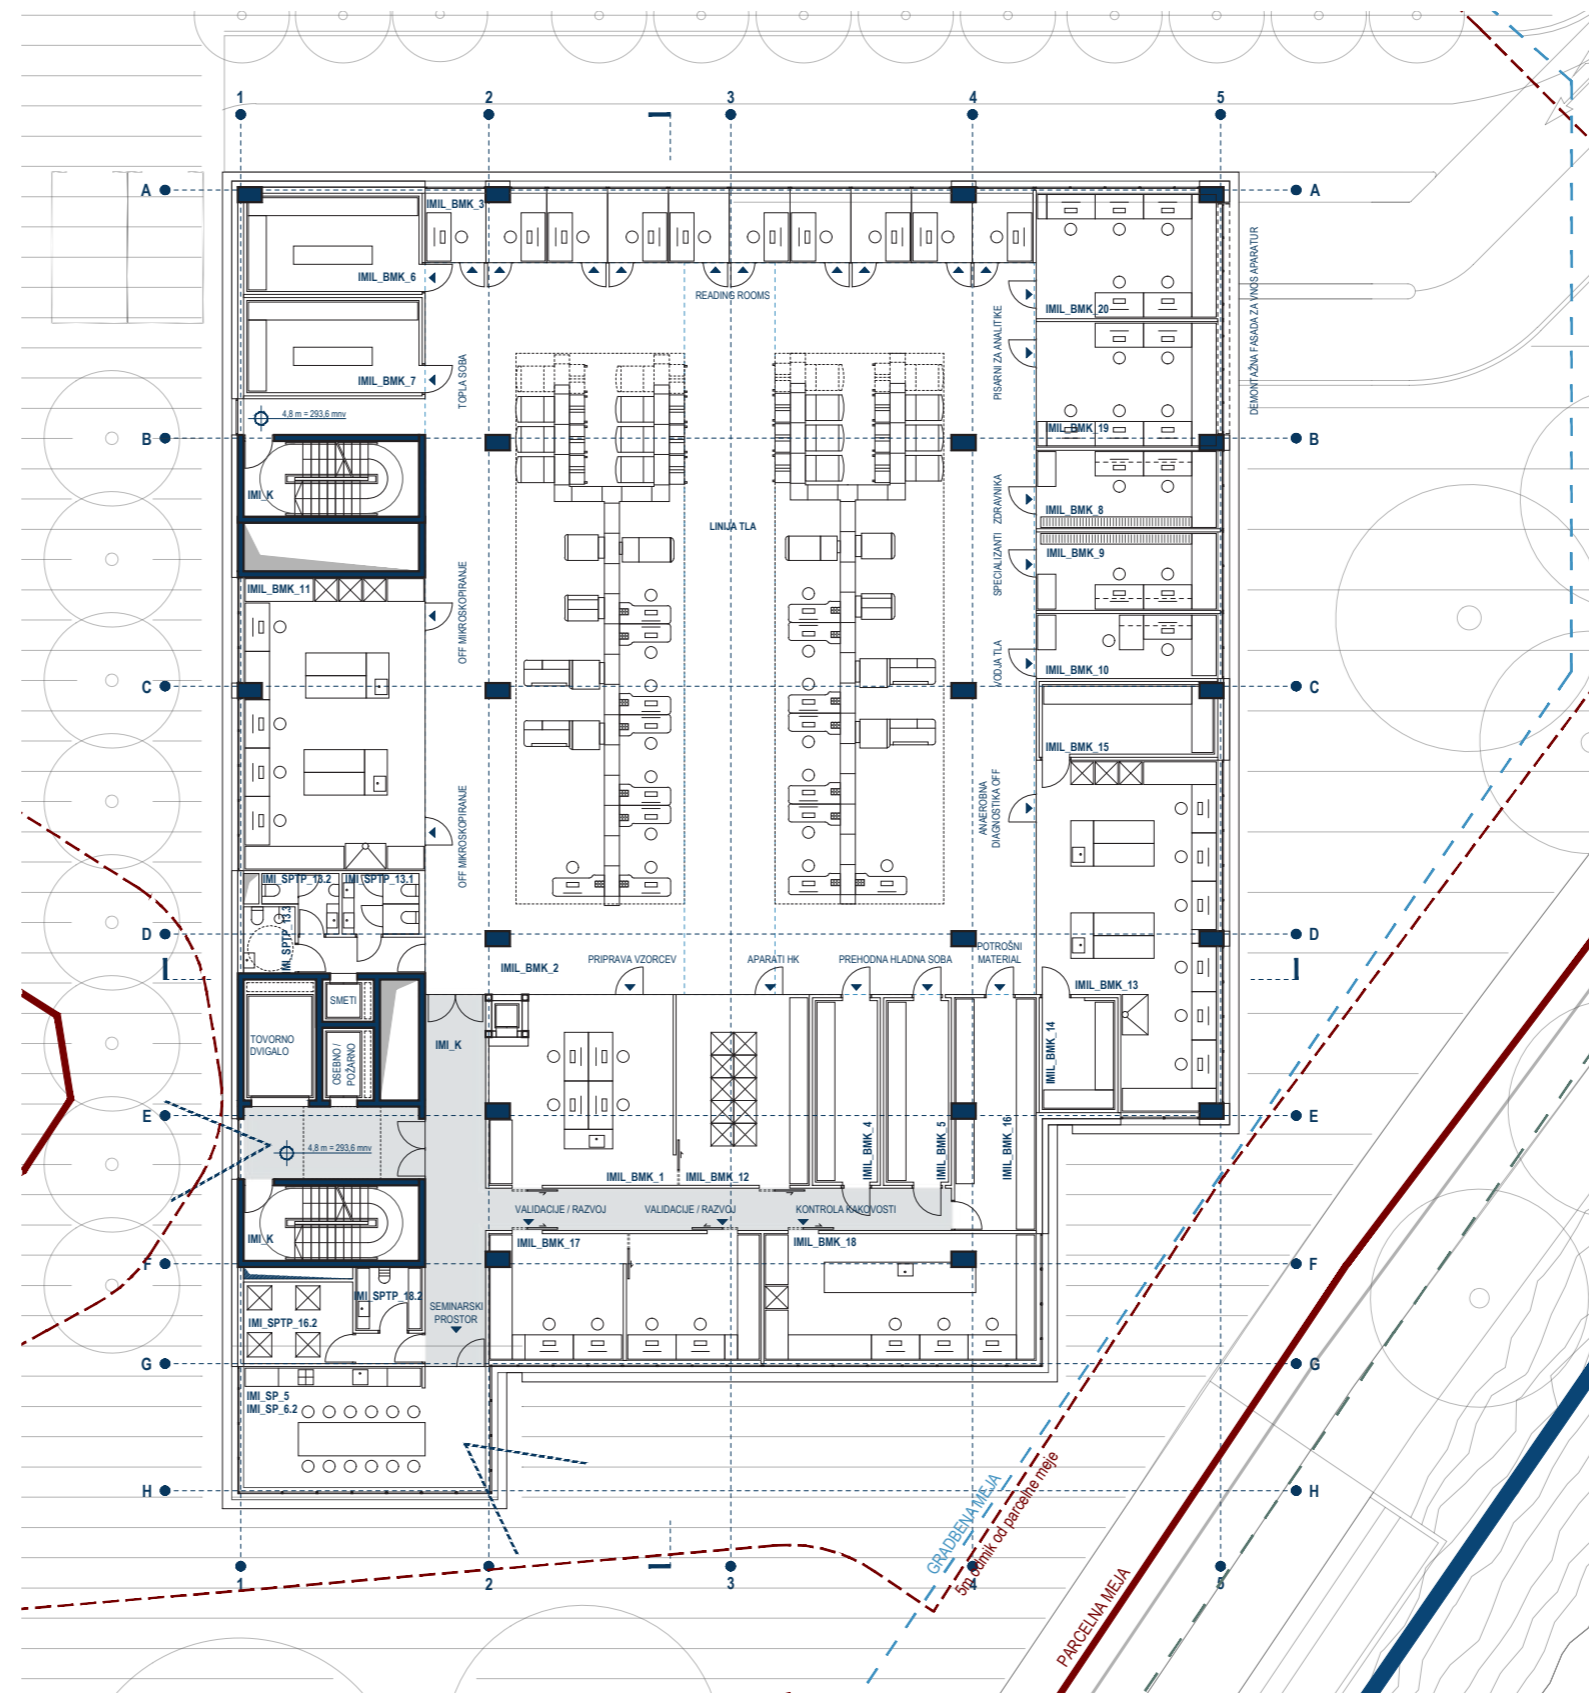 1
2
3
4
5
A
A
IMIL_BMK_3
IMIL_BMK_6
READING ROOMS
IMIL_BMK_20
IMIL_BMK_7
TOPLA SOBA
PISARNI ZA ANALITIKE
DEMONTAŽNA FASADA ZA VNOS APARATUR
4,8 m = 293,6 mnv
IMIL_BMK_19
B
B
IMI_K
LINIJA TLA
ZDRAVNIKA
IMIL_BMK_8
SPECIALIZANTI
IMIL_BMK_9
IMIL_BMK_11
OFF MIKROSKOPIRANJE
VODJA TLA
IMIL_BMK_10
C
C
IMIL_BMK_15
OFF MIKROSKOPIRANJE
ANAEROBNA
DIAGNOSTIKA OFF
IMI_SPTP_13.2
IMI_SPTP_13.1
IMI_SPTP_13.3
D
D
IMIL_BMK_2
PRIPRAVA VZORCEV
APARATI HK
PREHODNA HLADNA SOBA
POTROŠNI
MATERIAL
IMIL_BMK_13
SMETI
TOVORNO
DVIGALO
OSEBNO /
POŽARNO
IMI_K
IMIL_BMK_14
E
E
4,8 m = 293,6 mnv
IMIL_BMK_1
IMIL_BMK_12
IMIL_BMK_4
IMIL_BMK_5
IMIL_BMK_16
VALIDACIJE / RAZVOJ
VALIDACIJE / RAZVOJ
KONTROLA KAKOVOSTI
IMI_K
IMIL_BMK_17
IMIL_BMK_18
F
F
IMI_SPTP_18.2
SEMINARSKI
PROSTOR
IMI_SPTP_16.2
G
G
IMI_SP_5
IMI_SP_6.2
H
H
GRADBENA MEJA
5m odmik od parcelne meje
PARCELNA MEJA
1
2
3
4
5